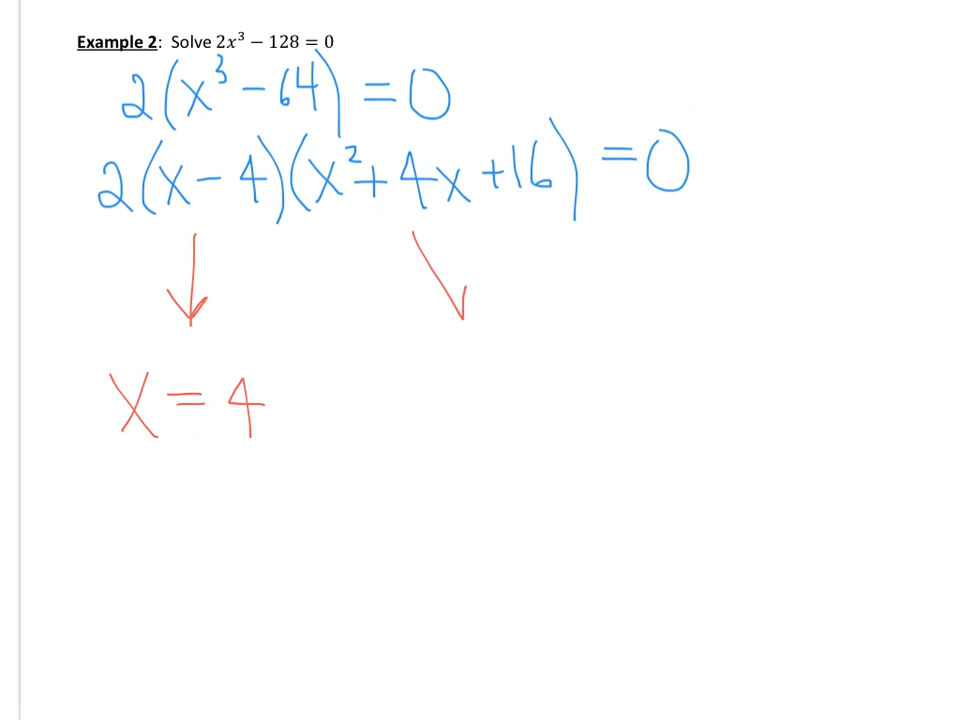 Example 2: Solve 2x³ − 128 = 0
2(x³ − 64) = 0
2(x − 4)(x² + 4x + 16) = 0
x = 4